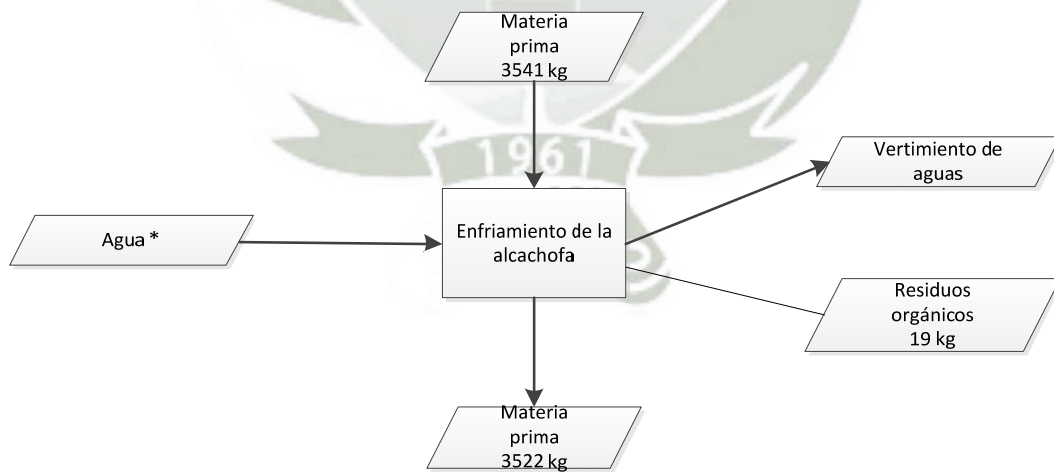 Materia
prima
3541 kg
1961
Vertimiento de
aguas
Agua *
Enfriamiento de la
alcachofa
Residuos
orgánicos
19 kg
Materia
prima
3522 kg